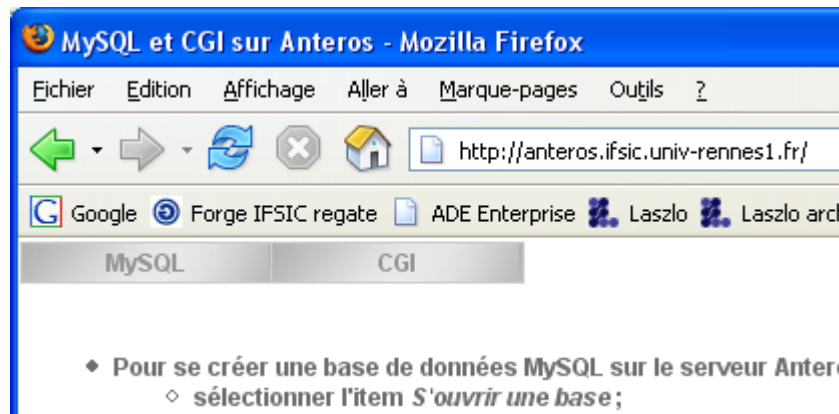 MySQL et CGI sur Anteros - Mozilla Firefox
Fichier Edition Affichage Aller à Marque-pages Outils ?
http://anteros.ifsic.univ-rennes1.fr/
G Google Forge IFSIC regate ADE Enterprise Laszlo Laszlo arch
MySQL CGI
Pour se créer une base de données MySQL sur le serveur Antero
sélectionner l'item S'ouvrir une base;